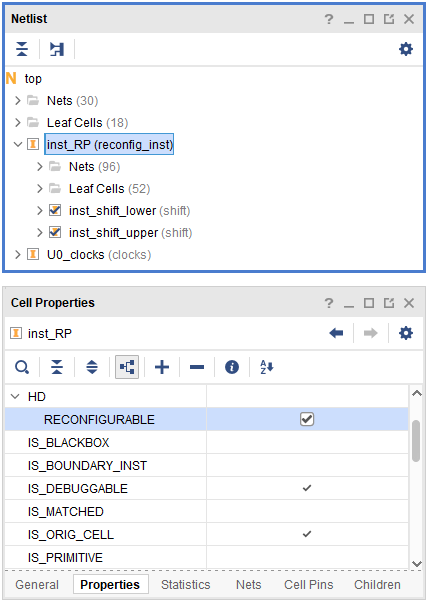 Netlist
top
Nets (30)
Leaf Cells (18)
inst_RP (reconfig_inst)
Nets (96)
Leaf Cells (52)
inst_shift_lower (shift)
inst_shift_upper (shift)
U0_clocks (clocks)
Cell Properties
inst_RP
HD
RECONFIGURABLE
IS_BLACKBOX
IS_BOUNDARY_INST
IS_DEBUGGABLE
IS_MATCHED
IS_ORIG_CELL
IS_PRIMITIVE
General Properties Statistics Nets Cell Pins Children